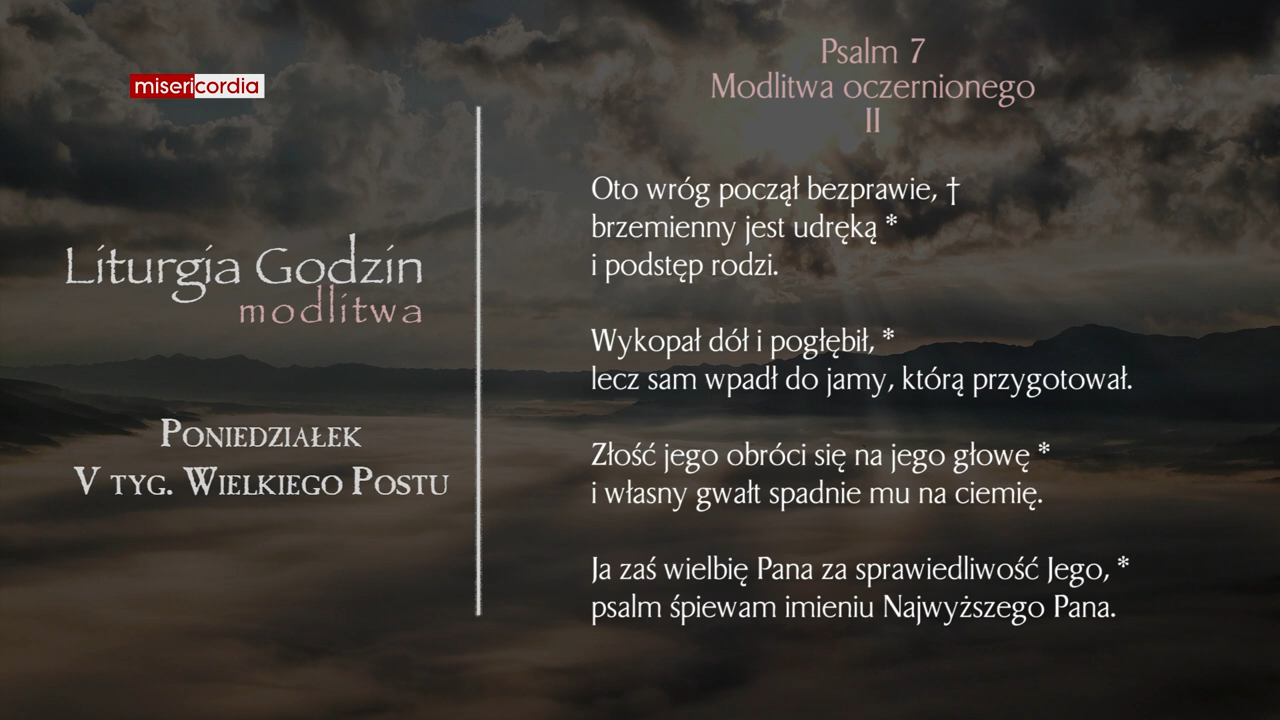 misericordia
Liturgia Godzin
modlitwa
Poniedziałek
V tyg. Wielkiego Postu
Psalm 7
Modlitwa oczernionego
II
Oto wróg począł bezprawie, †
brzemienny jest udręką *
i podstęp rodzi.
Wykopał dół i pogłębił, *
lecz sam wpadł do jamy, którą przygotował.
Złość jego obróci się na jego głowę *
i własny gwałt spadnie mu na ciemię.
Ja zaś wielbię Pana za sprawiedliwość Jego, *
psalm śpiewam imieniu Najwyższego Pana.